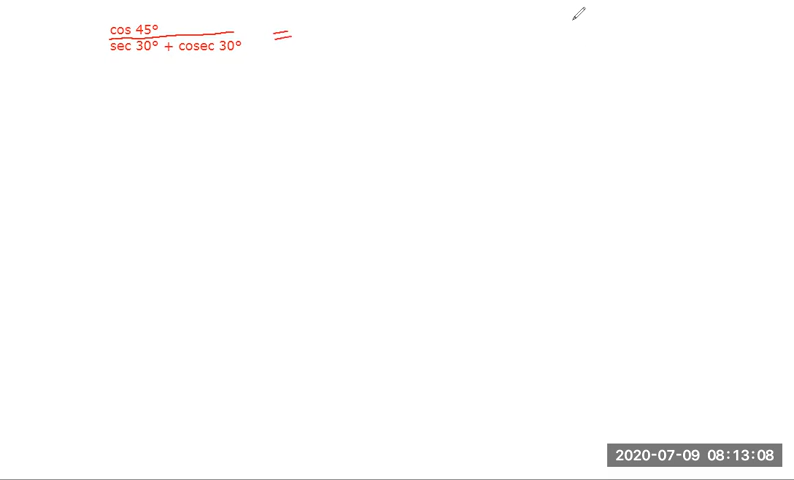 cos 45°
sec 30° + cosec 30°
=
2020-07-09 08:13:08